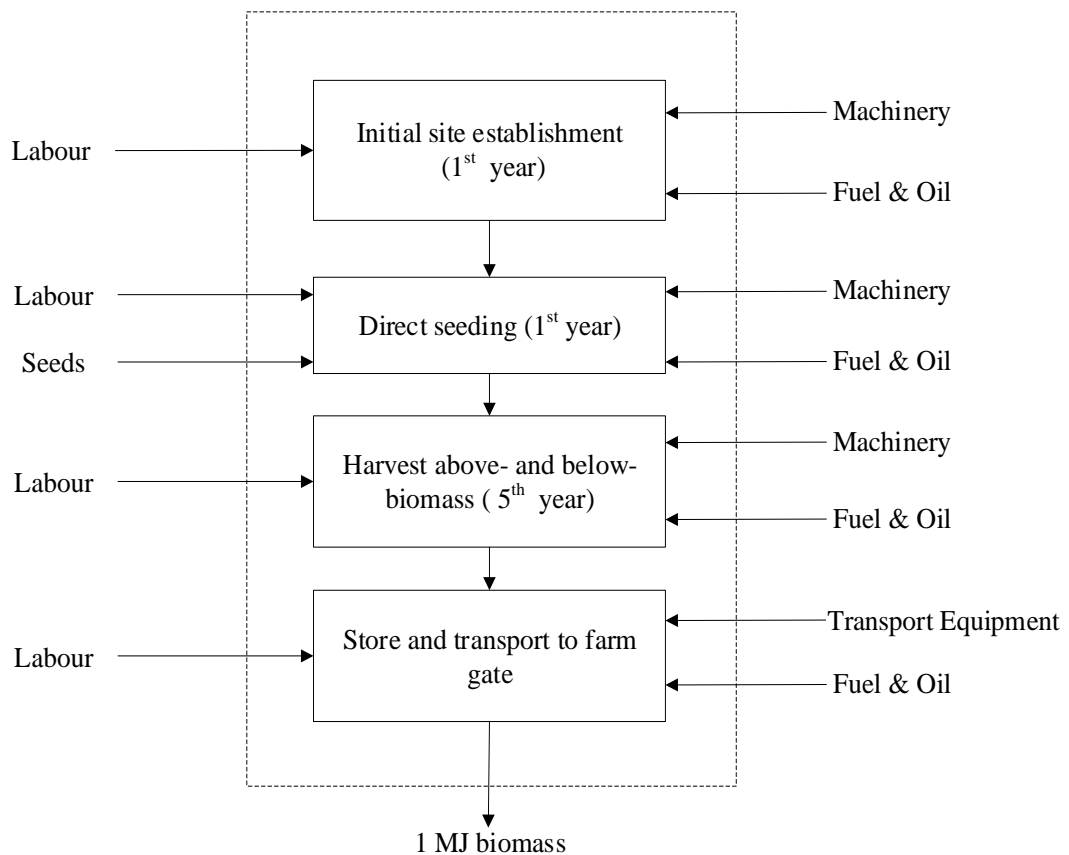 Machinery
Initial site establishment
(1st year)
Labour
Fuel & Oil
Labour
Machinery
Direct seeding (1st year)
Seeds
Fuel & Oil
Machinery
Harvest above- and below-
biomass ( 5th year)
Labour
Fuel & Oil
Transport Equipment
Store and transport to farm
gate
Labour
Fuel & Oil
1 MJ biomass